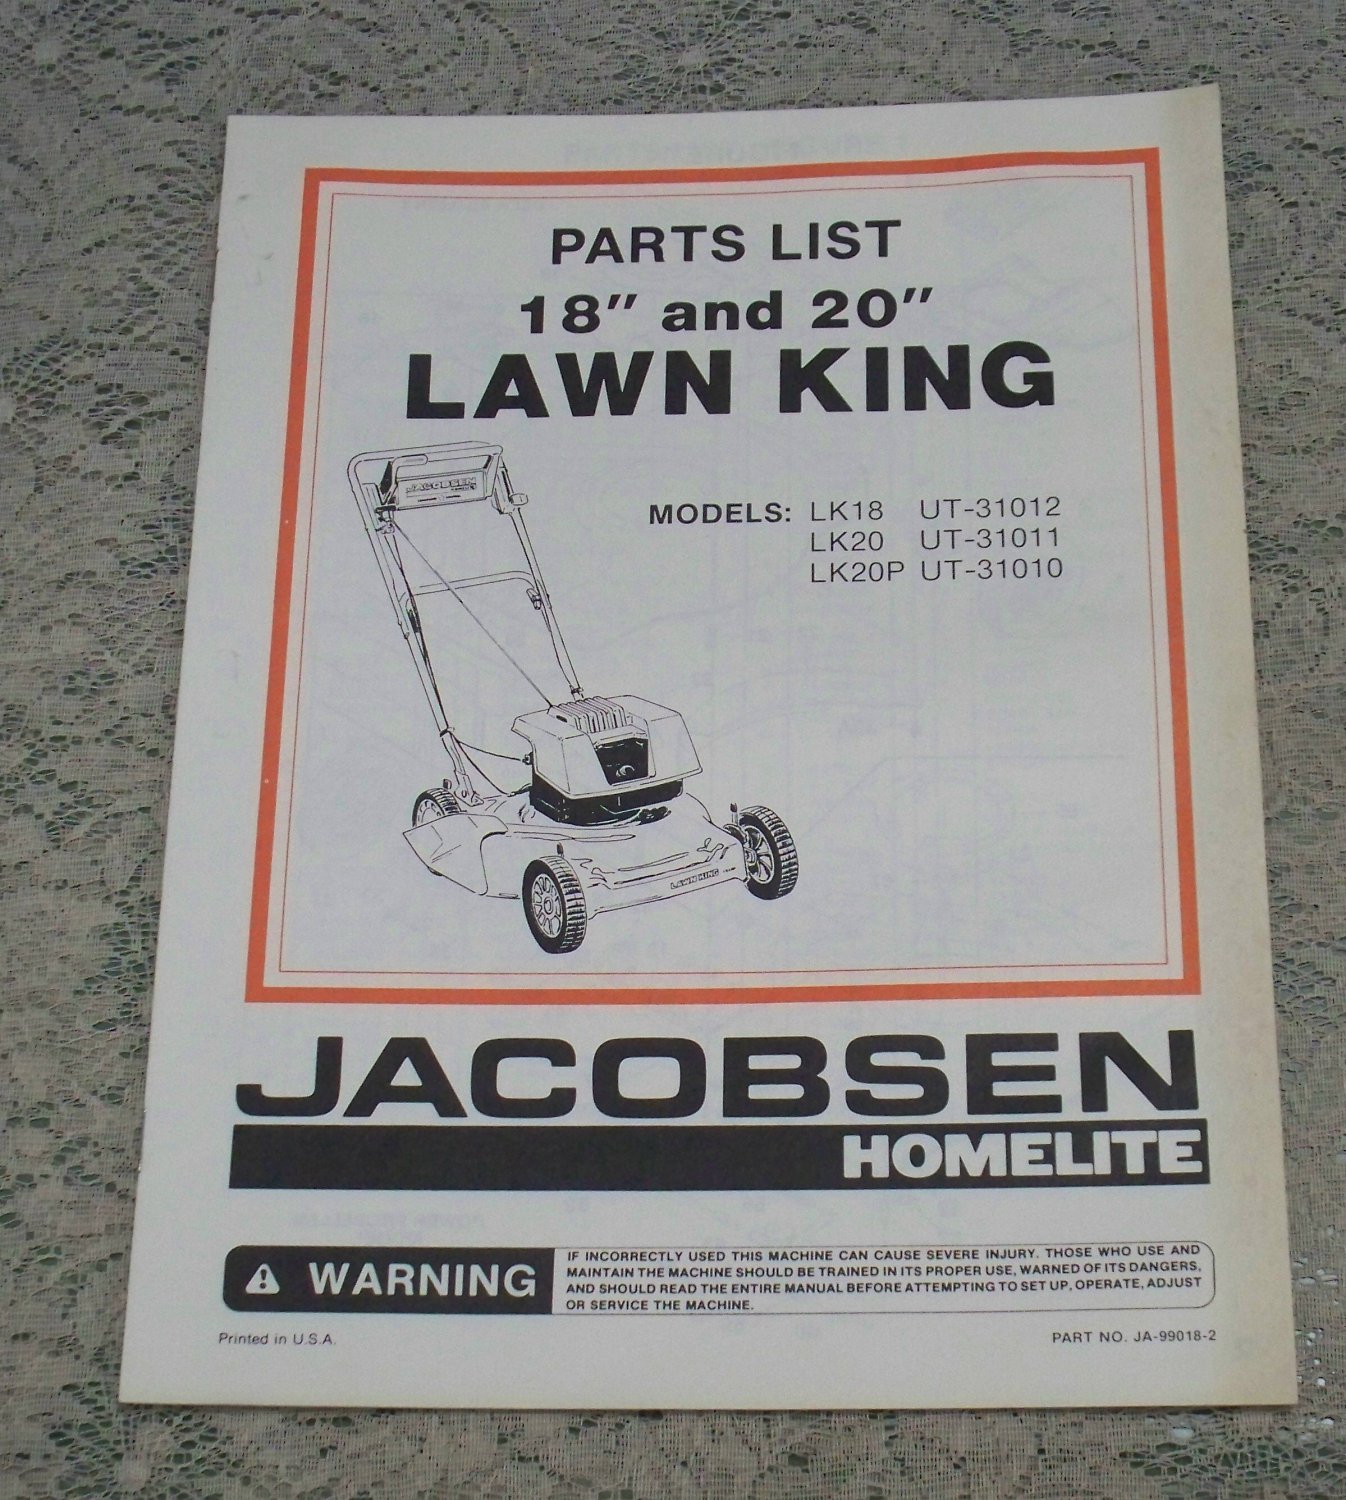 PARTS LIST
18" and 20"
LAWN KING
MODELS: LK18 UT-31012
LK20 UT-31011
LK20P UT-31010
JACOBSEN
LAWN KING
JACOBSEN
HOMELITE
WARNING
IF INCORRECTLY USED THIS MACHINE CAN CAUSE SEVERE INJURY. THOSE WHO USE AND
MAINTAIN THE MACHINE SHOULD BE TRAINED IN ITS PROPER USE, WARNED OF ITS DANGERS,
AND SHOULD READ THE ENTIRE MANUAL BEFORE ATTEMPTING TO SET UP, OPERATE, ADJUST
OR SERVICE THE MACHINE.
Printed in U.S.A.
PART NO. JA-99018-2